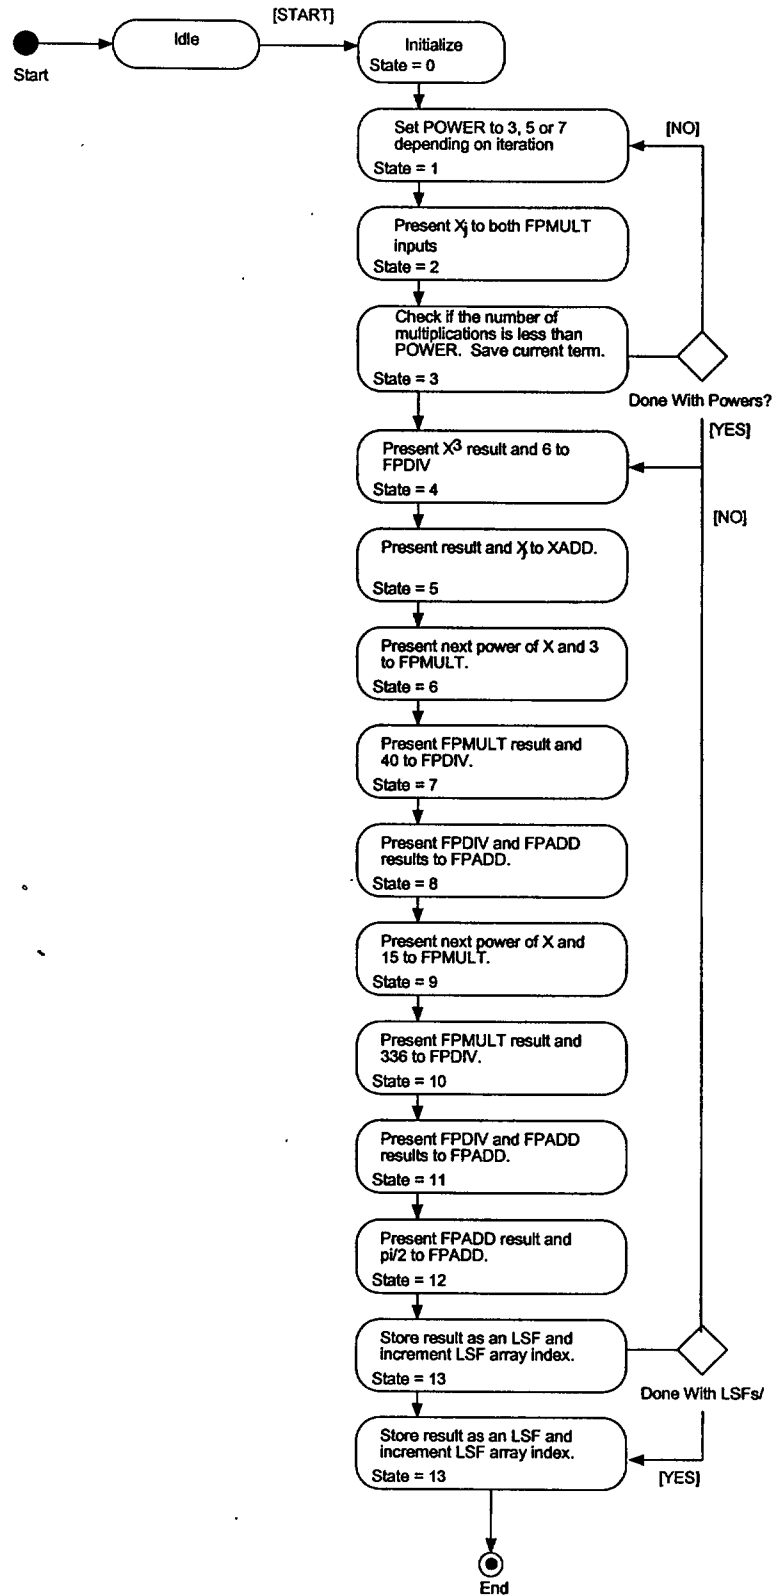 [START]
Idle
Initialize
State = 0
Start
Set POWER to 3, 5 or 7
depending on iteration
State = 1
[NO]
Present Xj to both FPMULT
inputs
State = 2
Check if the number of
multiplications is less than
POWER. Save current term.
State = 3
Done With Powers?
[YES]
Present X3 result and 6 to
FPDIV
State = 4
[NO]
Present result and Xj to XADD.
State = 5
Present next power of X and 3
to FPMULT.
State = 6
Present FPMULT result and
40 to FPDIV.
State = 7
Present FPDIV and FPADD
results to FPADD.
State = 8
Present next power of X and
15 to FPMULT.
State = 9
Present FPMULT result and
336 to FPDIV.
State = 10
Present FPDIV and FPADD
results to FPADD.
State = 11
Present FPADD result and
pi/2 to FPADD.
State = 12
Store result as an LSF and
increment LSF array index.
State = 13
Done With LSFs/
Store result as an LSF and
increment LSF array index.
State = 13
[YES]
End